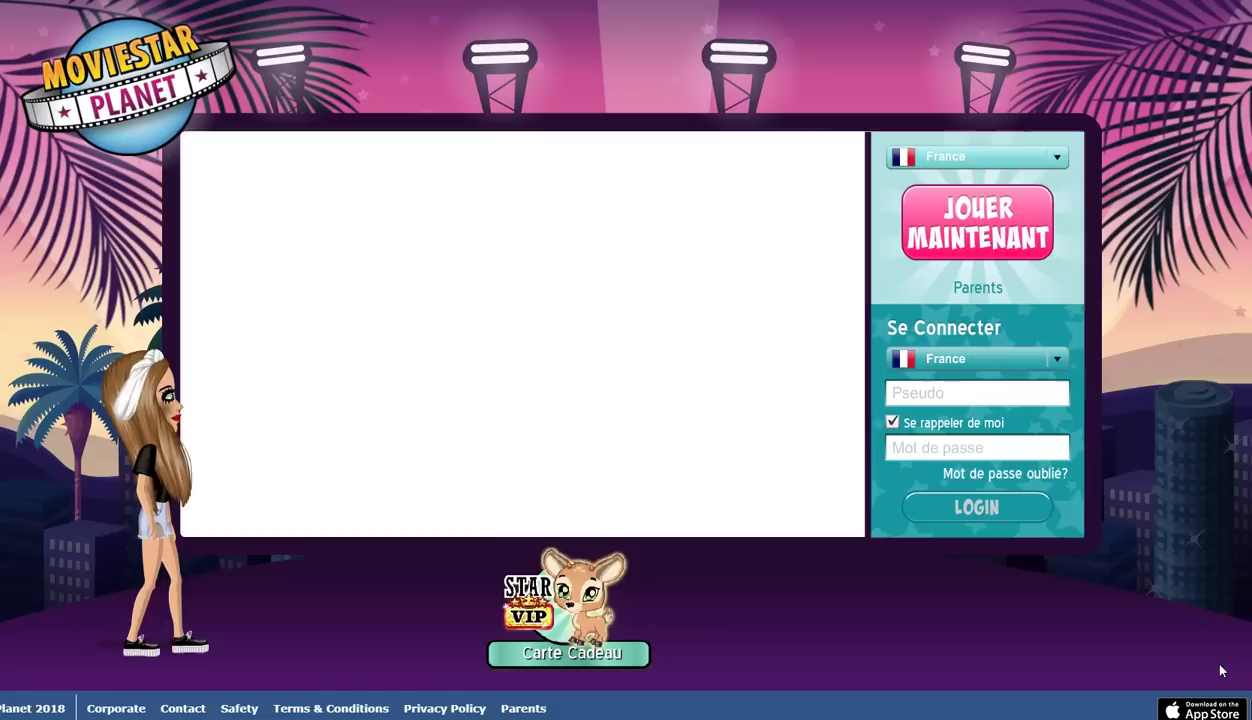 MOVIESTAR
PLANET
France
JOUER
MAINTENANT
Parents
Se Connecter
France
Pseudo
Se rappeler de moi
Mot de passe
Mot de passe oublié?
LOGIN
STAR
VIP
Carte Cadeau
Planet 2018
Corporate
Contact
Safety
Terms & Conditions
Privacy Policy
Parents
Download on the
App Store